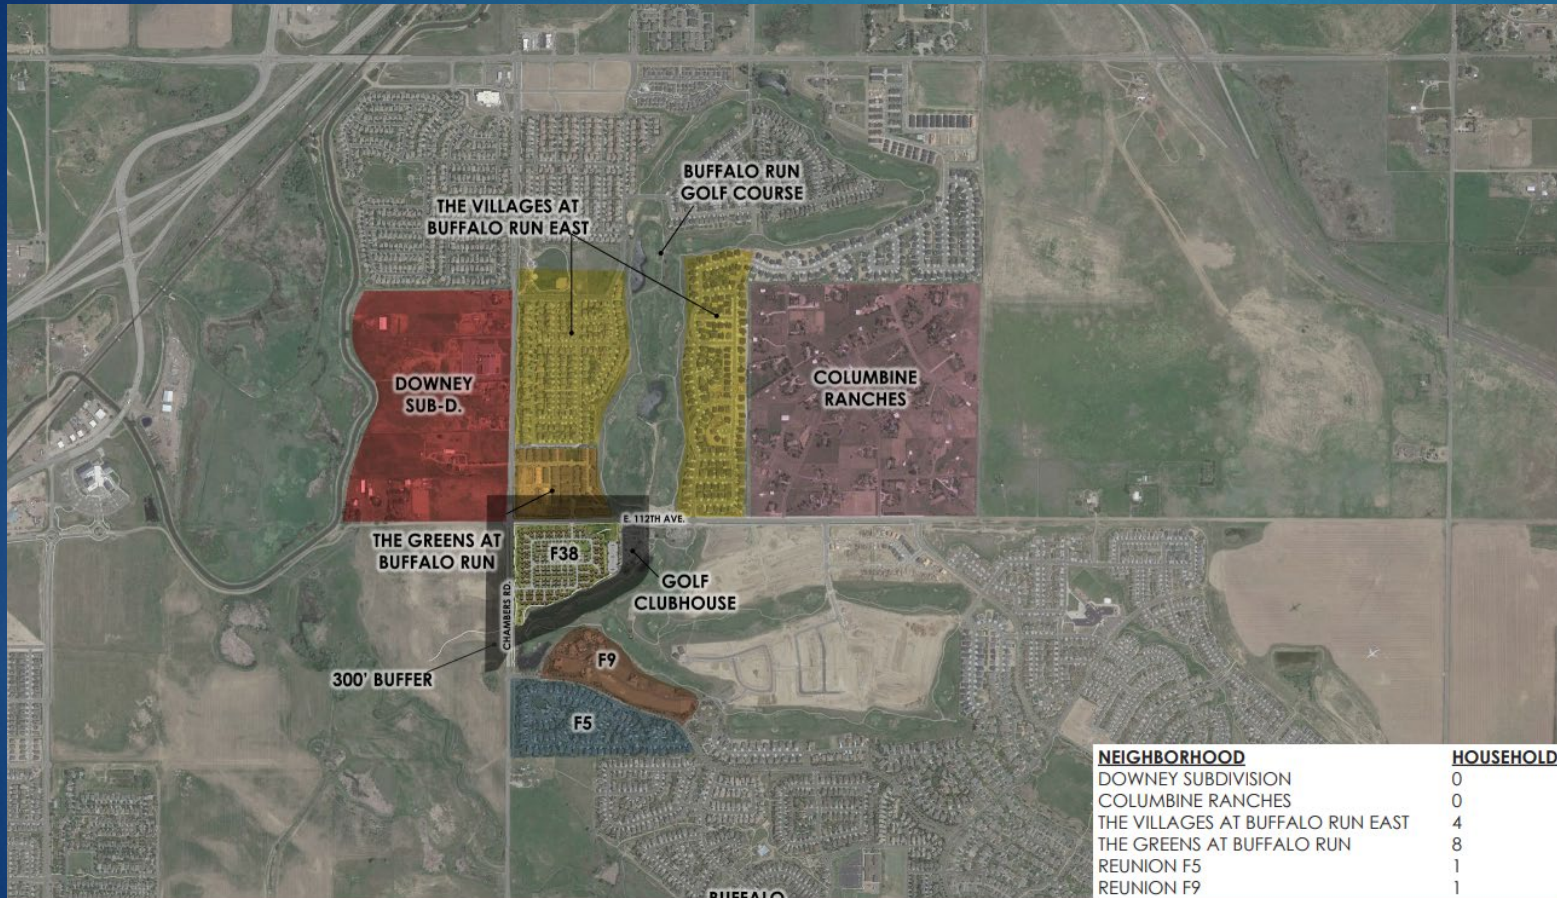 BUFFALO RUN
GOLF COURSE
THE VILLAGES AT
BUFFALO RUN EAST
DOWNEY
SUB-D.
COLUMBINE
RANCHES
E. 112TH AVE.
THE GREENS AT
BUFFALO RUN
F38
GOLF
CLUBHOUSE
CHAMBERS RD.
F9
300' BUFFER
F5
NEIGHBORHOOD HOUSEHOLD
DOWNEY SUBDIVISION 0
COLUMBINE RANCHES 0
THE VILLAGES AT BUFFALO RUN EAST 4
THE GREENS AT BUFFALO RUN 8
REUNION F5 1
REUNION F9 1
BUFFALO